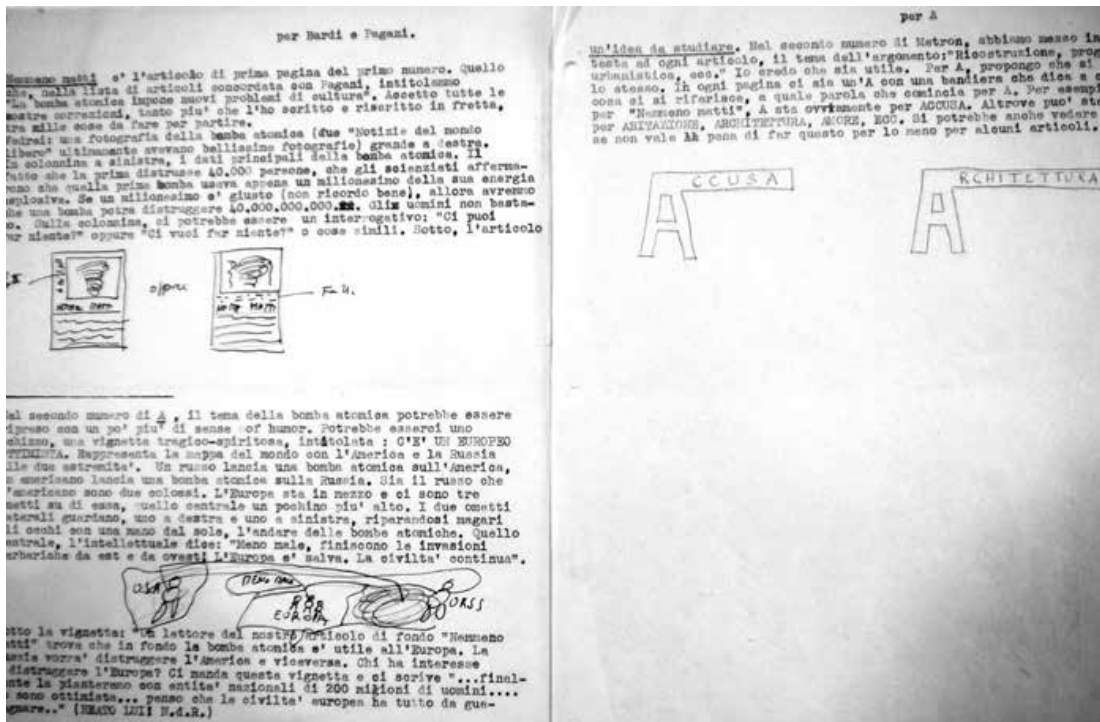 per Bardi e Pagani.
Nemmeno matti e' l'articolo di prima pagina del primo numero. Quello
che, nella lista di articoli concordata con Pagani, intitolammo
"La bomba atomica impone nuovi problemi di cultura". Accetto tutte le
vostre correzioni, tanto piu' che l'ho scritto e riscritto in fretta,
tra mille cose da fare per partire.
Vedrei: una fotografia della bomba atomica (due "Notizie del mondo
libero" ultimamente avevano bellissime fotografie) grande a destra.
In colonnina a sinistra, i dati principali della bomba atomica. Il
fatto che la prima distrusse 40.000 persone, che gli scienziati afferma-
rono che quella prima bomba usava appena un milionesimo della sua energia
esplosiva. Se un milionesimo e' giusto (non ricordo bene), allora avremmo
che una bomba potra distruggere 40.000.000.000. Gli uomini non basta-
no. Sulla colonnina, ci potrebbe essere un interrogativo: "Ci puoi
far niente?" oppure "Ci vuoi far niente?" o cose simili. Sotto, l'articolo
oppure
Nel secondo numero di A , il tema della bomba atomica potrebbe essere
ripreso con un po' piu' di sense of humor. Potrebbe esserci uno
schizzo, una vignetta tragico-spiritosa, intitolata : C'E' UN EUROPEO
OTTIMISTA. Rappresenta la mappa del mondo con l'America e la Russia
alle due estremita'. Un russo lancia una bomba atomica sull'America,
un americano lancia una bomba atomica sulla Russia. Sia il russo che
l'americano sono due colossi. L'Europa sta in mezzo e ci sono tre
ometti su di essa, quello centrale un pochino piu' alto. I due ometti
laterali guardano, uno a destra e uno a sinistra, riparandosi magari
gli occhi con una mano dal sole, l'andare delle bombe atomiche. Quello
centrale, l'intellettuale dice: "Meno male, finiscono le invasioni
barbariche da est e da ovest! L'Europa e' salva. La civilta' continua".
USA
MENO MALE
EUROPA
URSS
Sotto la vignetta: "Un lettore del nostro articolo di fondo "Nemmeno
matti" trova che in fondo la bomba atomica e' utile all'Europa. La
Russia vorra' distruggere l'America e viceversa. Chi ha interesse
a distruggere l'Europa? Ci manda questa vignetta e ci scrive "...final-
mente la pianteremo con entita' nazionali di 200 milioni di uomini....
sono ottimista... penso che la civilta' europea ha tutto da gua-
dagnare.." (BEATO LUI! N.d.R.)
per A
un'idea da studiare. Nel secondo numero di Metron, abbiamo messo in
testa ad ogni articolo, il tema dell'argomento:"Ricostruzione, prog
urbanistica, ecc." Io credo che sia utile. Per A, propongo che si
lo stesso. In ogni pagina ci sia un'A con una bandiera che dica a c
cosa ci si riferisce, a quale parola che comincia per A. Per esempi
per "Nemmeno matti", A sta ovviamente per ACCUSA. Altrove puo' sta
per ABITAZIONE, ARCHITETTURA, AMORE, ECC. Si potrebbe anche vedere
se non vale la pena di far questo per lo meno per alcuni articoli.
ACCUSA
ARCHITETTURA